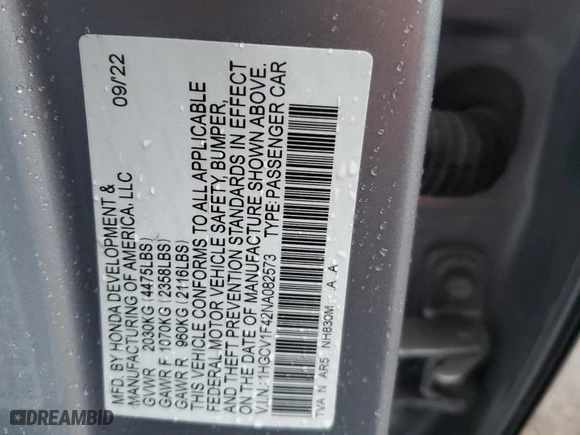 MFD. BY HONDA DEVELOPMENT & 09/22
MANUFACTURING OF AMERICA, LLC
GVWR 2030KG (4475LBS)
GAWR F 1070KG (2358LBS)
GAWR R 960KG (2116LBS)
THIS VEHICLE CONFORMS TO ALL APPLICABLE
FEDERAL MOTOR VEHICLE SAFETY, BUMPER,
AND THEFT PREVENTION STANDARDS IN EFFECT
ON THE DATE OF MANUFACTURE SHOWN ABOVE.
V.I.N.:1HGCV1F42NA082573 TYPE:PASSENGER CAR
TVA N AR5 NH830M A A
DREAMBID